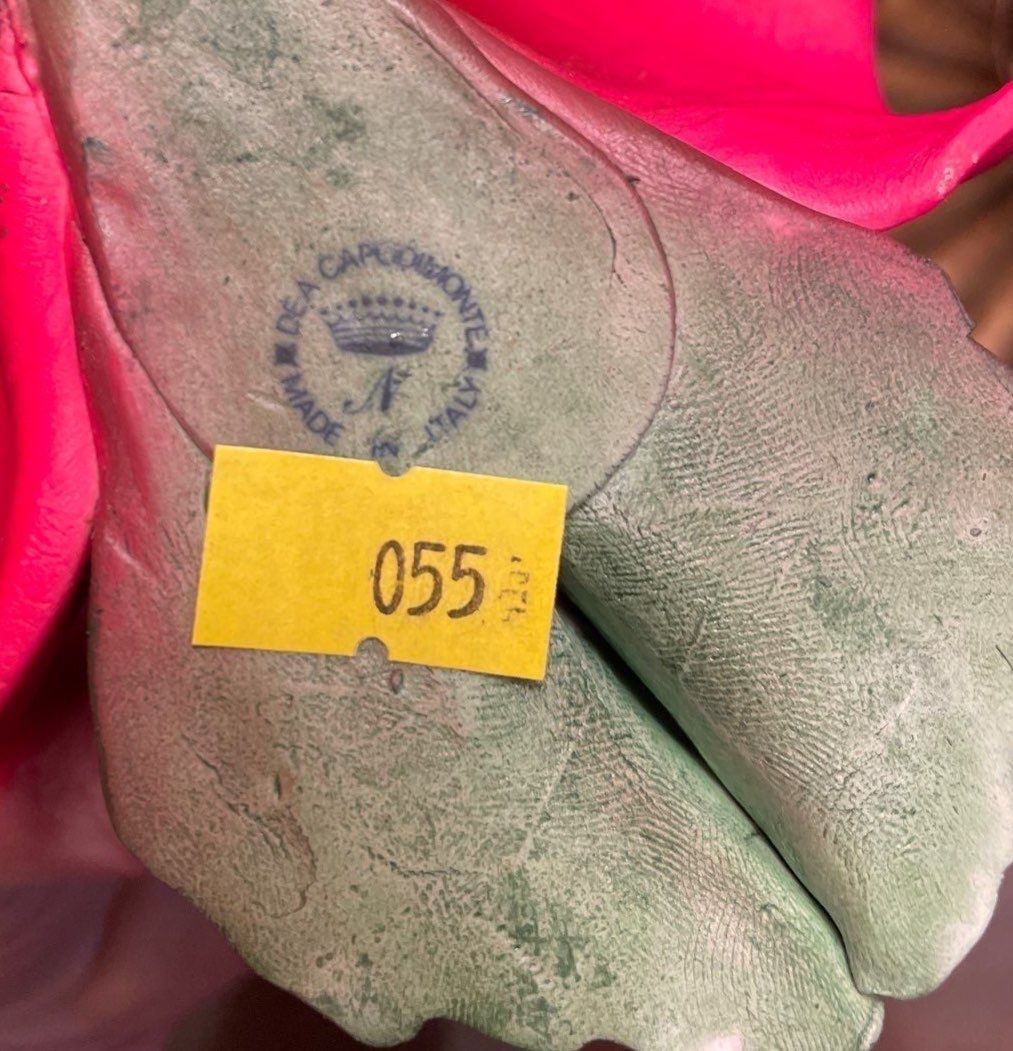 DEA CAPODIMONTE
N
MADE IN ITALY
055